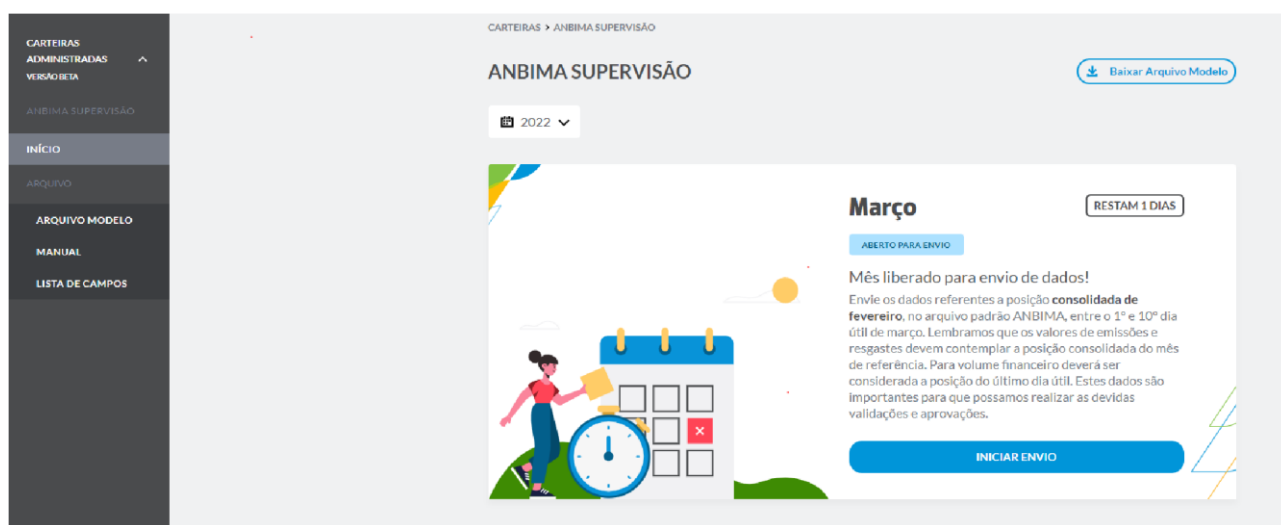 CARTEIRAS
ADMINISTRADAS
VERSÃO BETA
ANBIMA SUPERVISÃO
INÍCIO
ARQUIVO
ARQUIVO MODELO
MANUAL
LISTA DE CAMPOS
CARTEIRAS > ANBIMA SUPERVISÃO
ANBIMA SUPERVISÃO
Baixar Arquivo Modelo
2022
Março
RESTAM 1 DIAS
ABERTO PARA ENVIO
Mês liberado para envio de dados!
Envie os dados referentes a posição consolidada de
fevereiro, no arquivo padrão ANBIMA, entre o 1º e 10º dia
útil de março. Lembramos que os valores de emissões e
resgastes devem contemplar a posição consolidada do mês
de referência. Para volume financeiro deverá ser
considerada a posição do último dia útil. Estes dados são
importantes para que possamos realizar as devidas
validações e aprovações.
INICIAR ENVIO